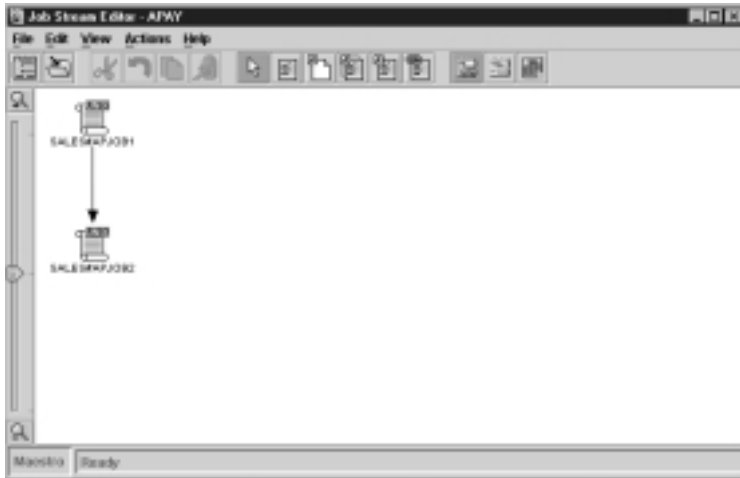 Job Stream Editor - APAY
File Edit View Actions Help
SALESMAPJOB1
SALESMAPJOB2
Maestro Ready